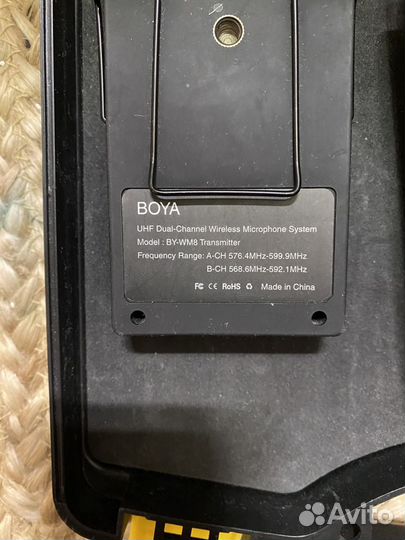 BOYA
UHF Dual-Channel Wireless Microphone System
Model : BY-WM8 Transmitter
Frequency Range: A-CH 576.4MHz-599.9MHz
B-CH 568.6MHz-592.1MHz
FC CE RoHS Made in China
Avito